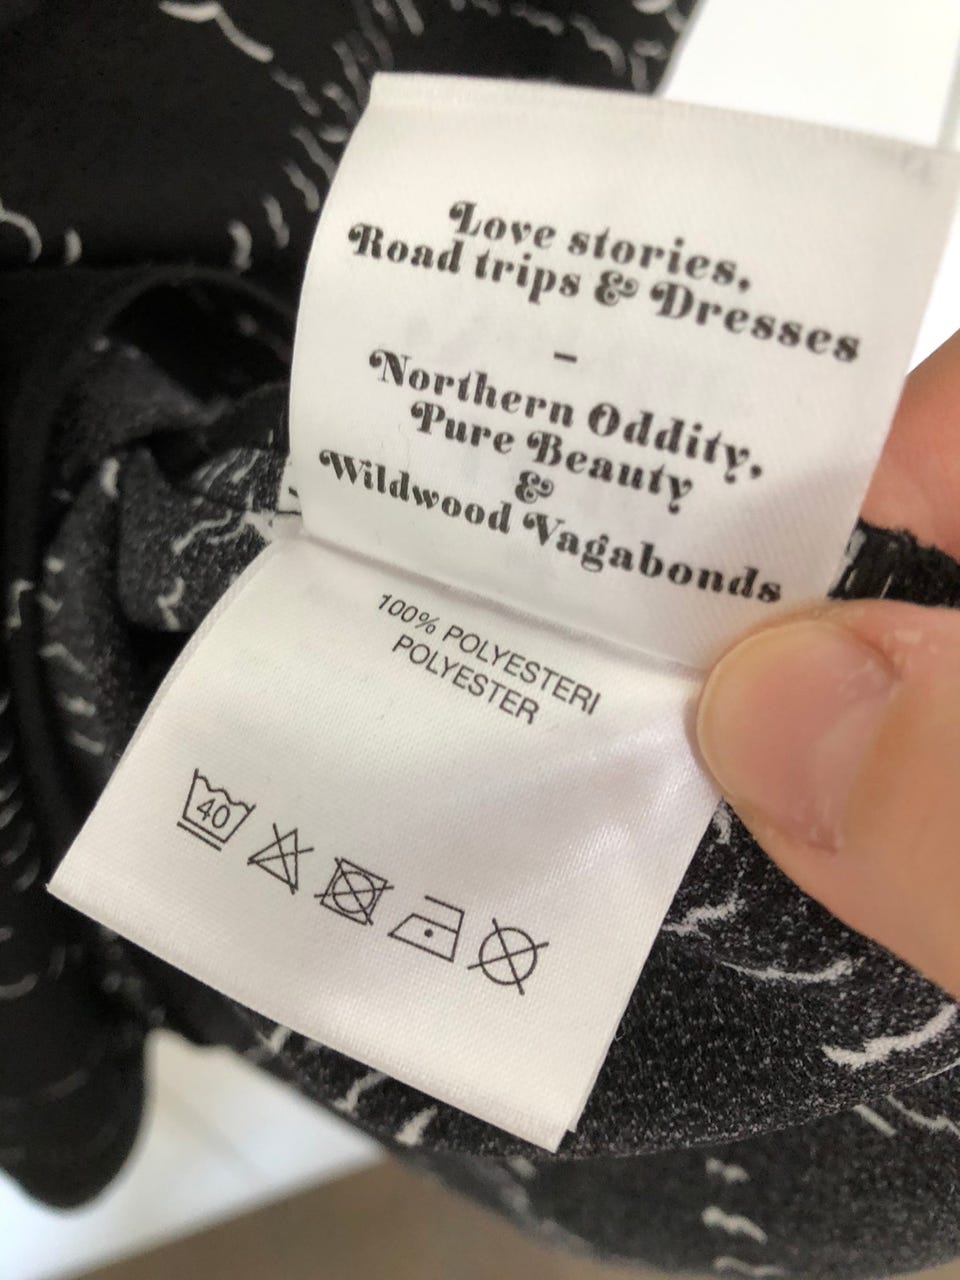 Love stories,
Road trips & Dresses
–
Northern Oddity,
Pure Beauty
&
Wildwood Vagabonds
100% POLYESTERI
POLYESTER
40